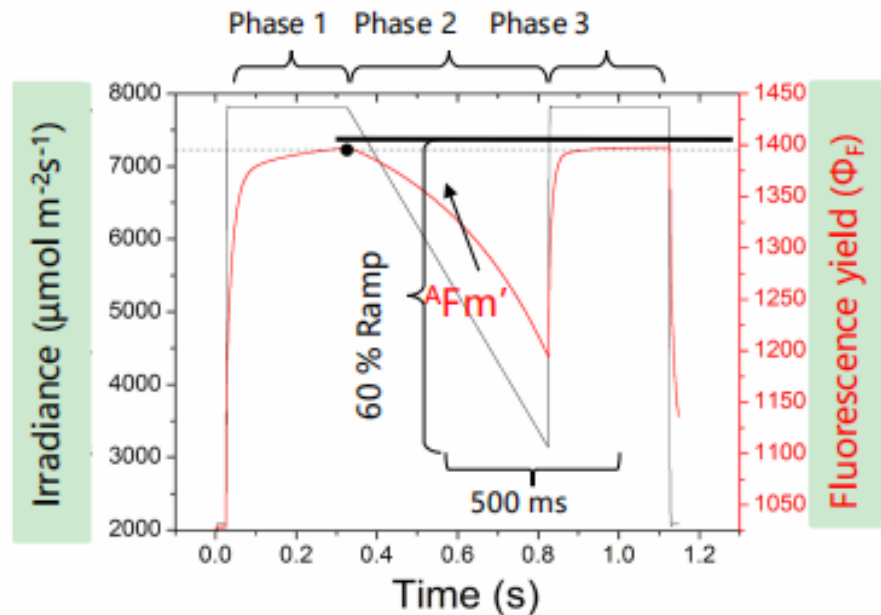 Phase 1 Phase 2 Phase 3
Irradiance (μmol m⁻²s⁻¹)
8000
7000
6000
5000
4000
3000
2000
60 % Ramp
ᴬFm′
500 ms
1450
1400
1350
1300
1250
1200
1150
1100
1050
Fluorescence yield (Φ_F)
0.0 0.2 0.4 0.6 0.8 1.0 1.2
Time (s)